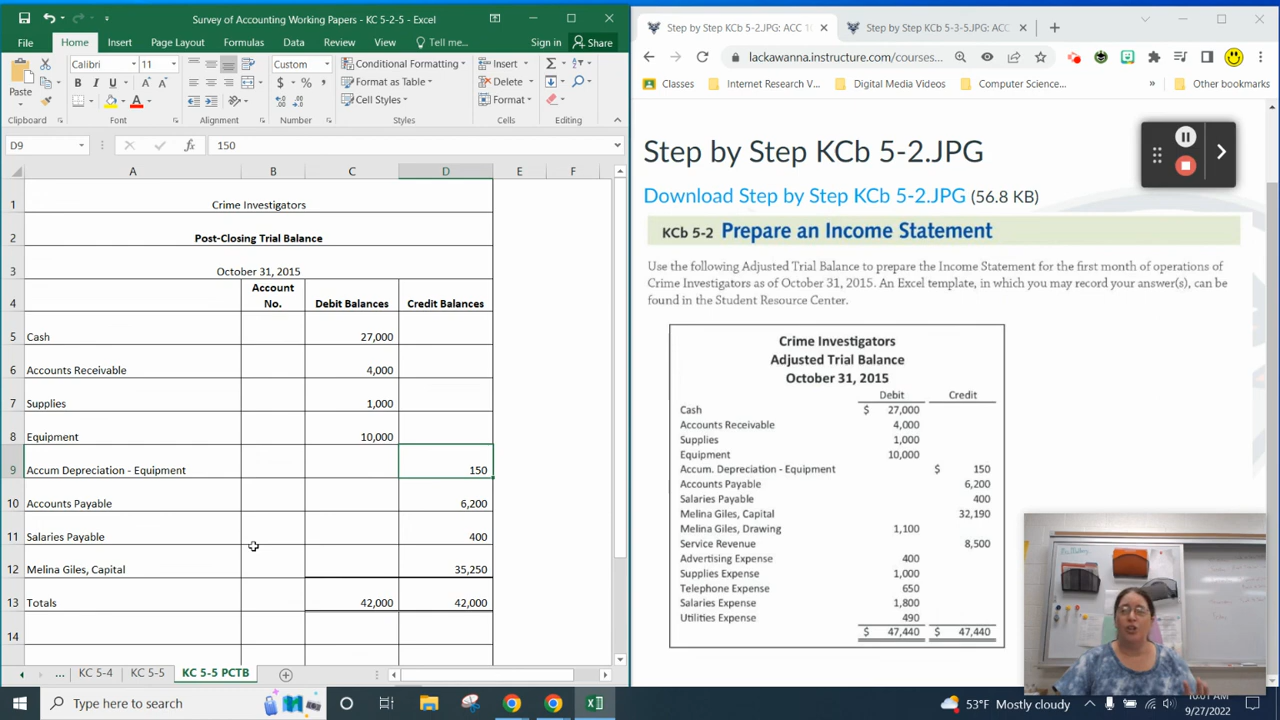 Survey of Accounting Working Papers - KC 5-2-5 - Excel
File Home Insert Page Layout Formulas Data Review View Tell me... Sign in Share
Paste
Calibri 11
B I U
A A
Custom
$ % ,
Conditional Formatting
Format as Table
Cell Styles
Insert
Delete
Format
Clipboard Font Alignment Number Styles Cells Editing
D9 fx 150
A B C D E F
1 Crime Investigators
2 Post-Closing Trial Balance
3 October 31, 2015
4 Account No. Debit Balances Credit Balances
5 Cash 27,000
6 Accounts Receivable 4,000
7 Supplies 1,000
8 Equipment 10,000
9 Accum Depreciation - Equipment 150
10 Accounts Payable 6,200
11 Salaries Payable 400
12 Melina Giles, Capital 35,250
13 Totals 42,000 42,000
14
... KC 5-4 KC 5-5 KC 5-5 PCTB
Step by Step KCb 5-2.JPG: ACC 1
Step by Step KC 5-3-5.JPG: ACC
lackawanna.instructure.com/courses...
Classes Internet Research V... Digital Media Videos Computer Science... » Other bookmarks
Step by Step KCb 5-2.JPG
Download Step by Step KCb 5-2.JPG (56.8 KB)
KCb 5-2 Prepare an Income Statement
Use the following Adjusted Trial Balance to prepare the Income Statement for the first month of operations of
Crime Investigators as of October 31, 2015. An Excel template, in which you may record your answer(s), can be
found in the Student Resource Center.
Crime Investigators
Adjusted Trial Balance
October 31, 2015
Debit Credit
Cash $ 27,000
Accounts Receivable 4,000
Supplies 1,000
Equipment 10,000
Accum. Depreciation - Equipment $ 150
Accounts Payable 6,200
Salaries Payable 400
Melina Giles, Capital 32,190
Melina Giles, Drawing 1,100
Service Revenue 8,500
Advertising Expense 400
Supplies Expense 1,000
Telephone Expense 650
Salaries Expense 1,800
Utilities Expense 490
$ 47,440 $ 47,440
Type here to search
53°F Mostly cloudy
10:01 AM
9/27/2022